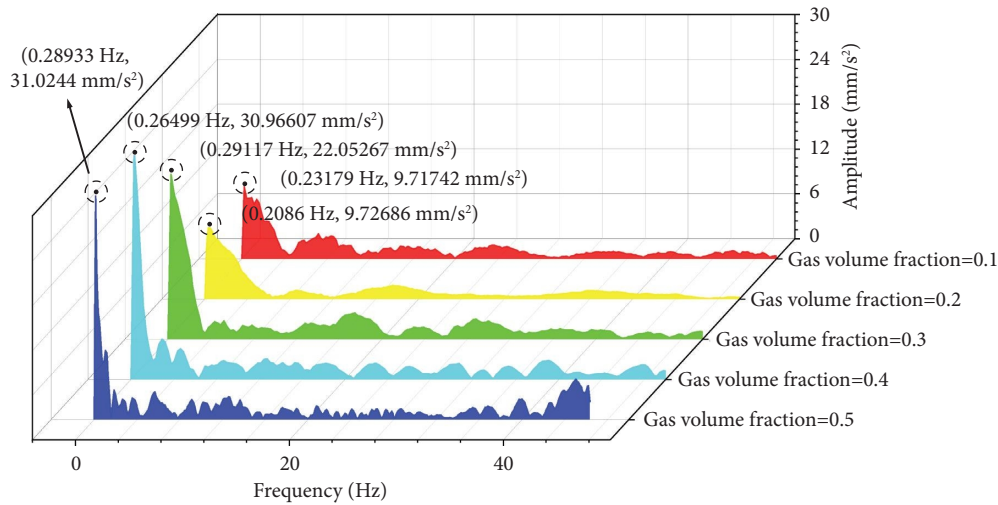 30
24
18
12
6
0
Amplitude (mm/s²)
(0.28933 Hz,
31.0244 mm/s²)
(0.26499 Hz, 30.96607 mm/s²)
(0.29117 Hz, 22.05267 mm/s²)
(0.23179 Hz, 9.71742 mm/s²)
(0.2086 Hz, 9.72686 mm/s²)
Gas volume fraction=0.1
Gas volume fraction=0.2
Gas volume fraction=0.3
Gas volume fraction=0.4
Gas volume fraction=0.5
0 20 40
Frequency (Hz)